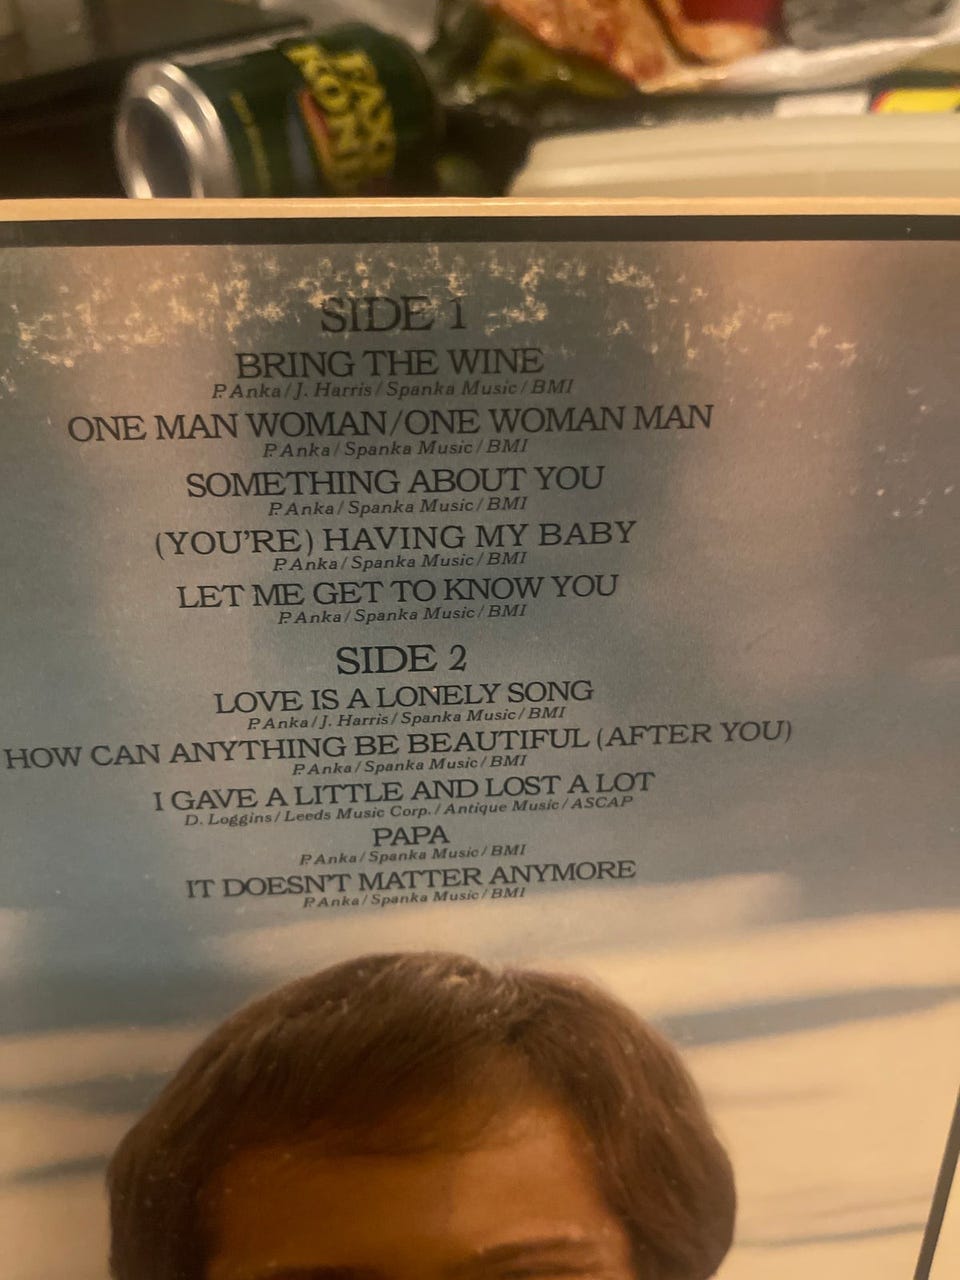 FAXE
KONDI
SIDE 1
BRING THE WINE
P. Anka/J. Harris/Spanka Music/BMI
ONE MAN WOMAN/ONE WOMAN MAN
P. Anka/Spanka Music/BMI
SOMETHING ABOUT YOU
P. Anka/Spanka Music/BMI
(YOU'RE) HAVING MY BABY
P. Anka/Spanka Music/BMI
LET ME GET TO KNOW YOU
P. Anka/Spanka Music/BMI
SIDE 2
LOVE IS A LONELY SONG
P. Anka/J. Harris/Spanka Music/BMI
HOW CAN ANYTHING BE BEAUTIFUL (AFTER YOU)
P. Anka/Spanka Music/BMI
I GAVE A LITTLE AND LOST A LOT
D. Loggins/Leeds Music Corp./Antique Music/ASCAP
PAPA
P. Anka/Spanka Music/BMI
IT DOESN'T MATTER ANYMORE
P. Anka/Spanka Music/BMI